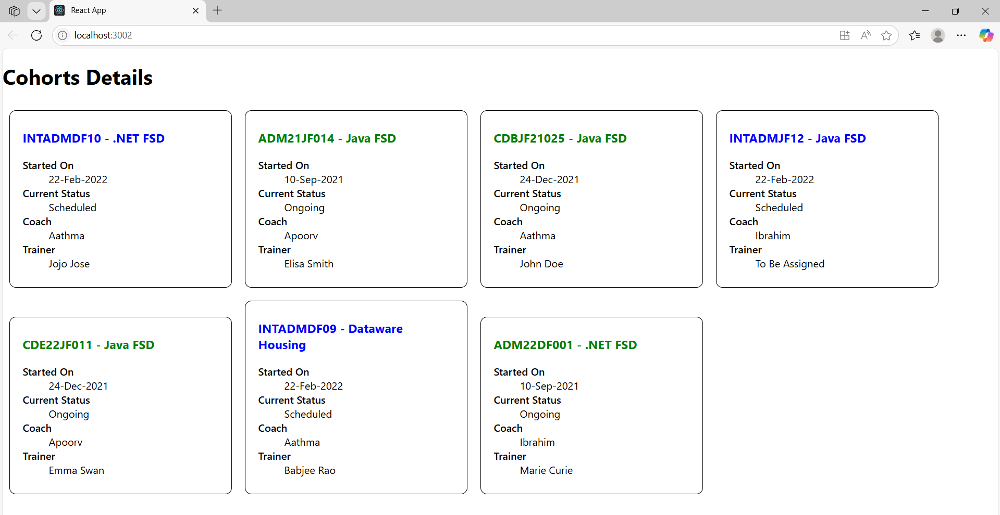 React App
localhost:3002
Cohorts Details
INTADMDF10 - .NET FSD
Started On
22-Feb-2022
Current Status
Scheduled
Coach
Aathma
Trainer
Jojo Jose
ADM21JF014 - Java FSD
Started On
10-Sep-2021
Current Status
Ongoing
Coach
Apoorv
Trainer
Elisa Smith
CDBJF21025 - Java FSD
Started On
24-Dec-2021
Current Status
Ongoing
Coach
Aathma
Trainer
John Doe
INTADMJF12 - Java FSD
Started On
22-Feb-2022
Current Status
Scheduled
Coach
Ibrahim
Trainer
To Be Assigned
CDE22JF011 - Java FSD
Started On
24-Dec-2021
Current Status
Ongoing
Coach
Apoorv
Trainer
Emma Swan
INTADMDF09 - Dataware
Housing
Started On
22-Feb-2022
Current Status
Scheduled
Coach
Aathma
Trainer
Babjee Rao
ADM22DF001 - .NET FSD
Started On
10-Sep-2021
Current Status
Ongoing
Coach
Ibrahim
Trainer
Marie Curie